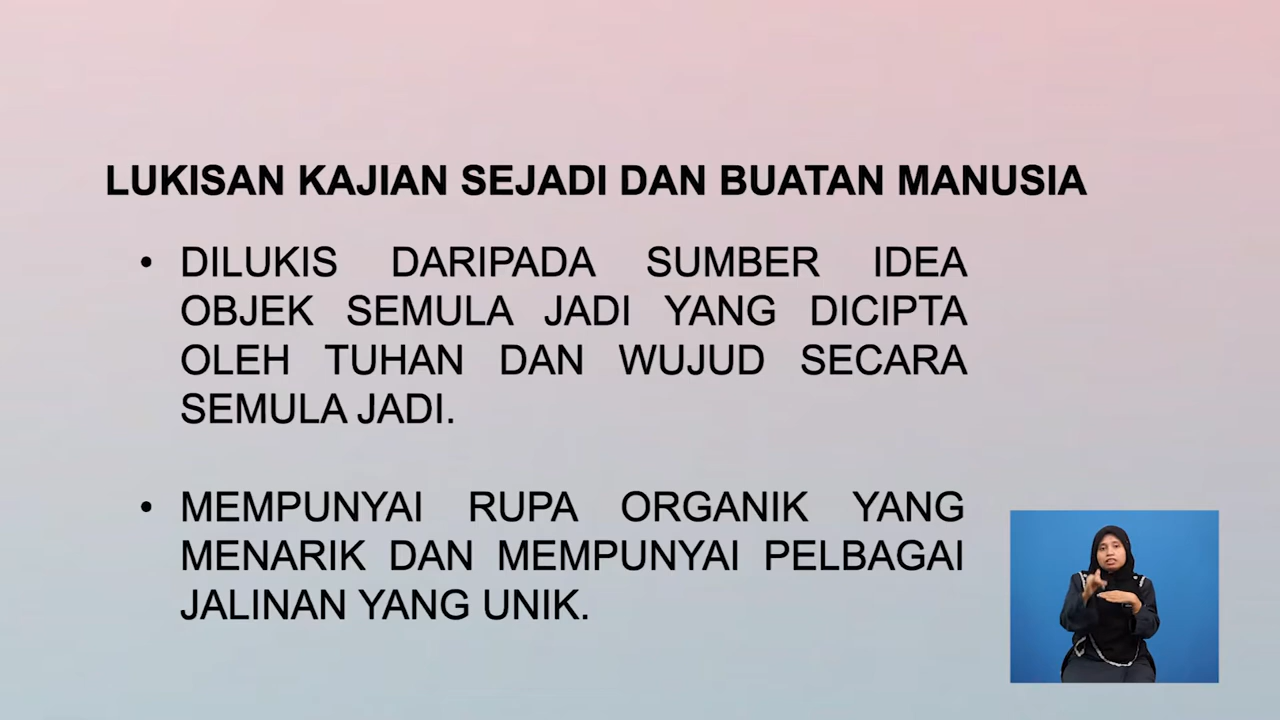 LUKISAN KAJIAN SEJADI DAN BUATAN MANUSIA
• DILUKIS DARIPADA SUMBER IDEA
OBJEK SEMULA JADI YANG DICIPTA
OLEH TUHAN DAN WUJUD SECARA
SEMULA JADI.
• MEMPUNYAI RUPA ORGANIK YANG
MENARIK DAN MEMPUNYAI PELBAGAI
JALINAN YANG UNIK.